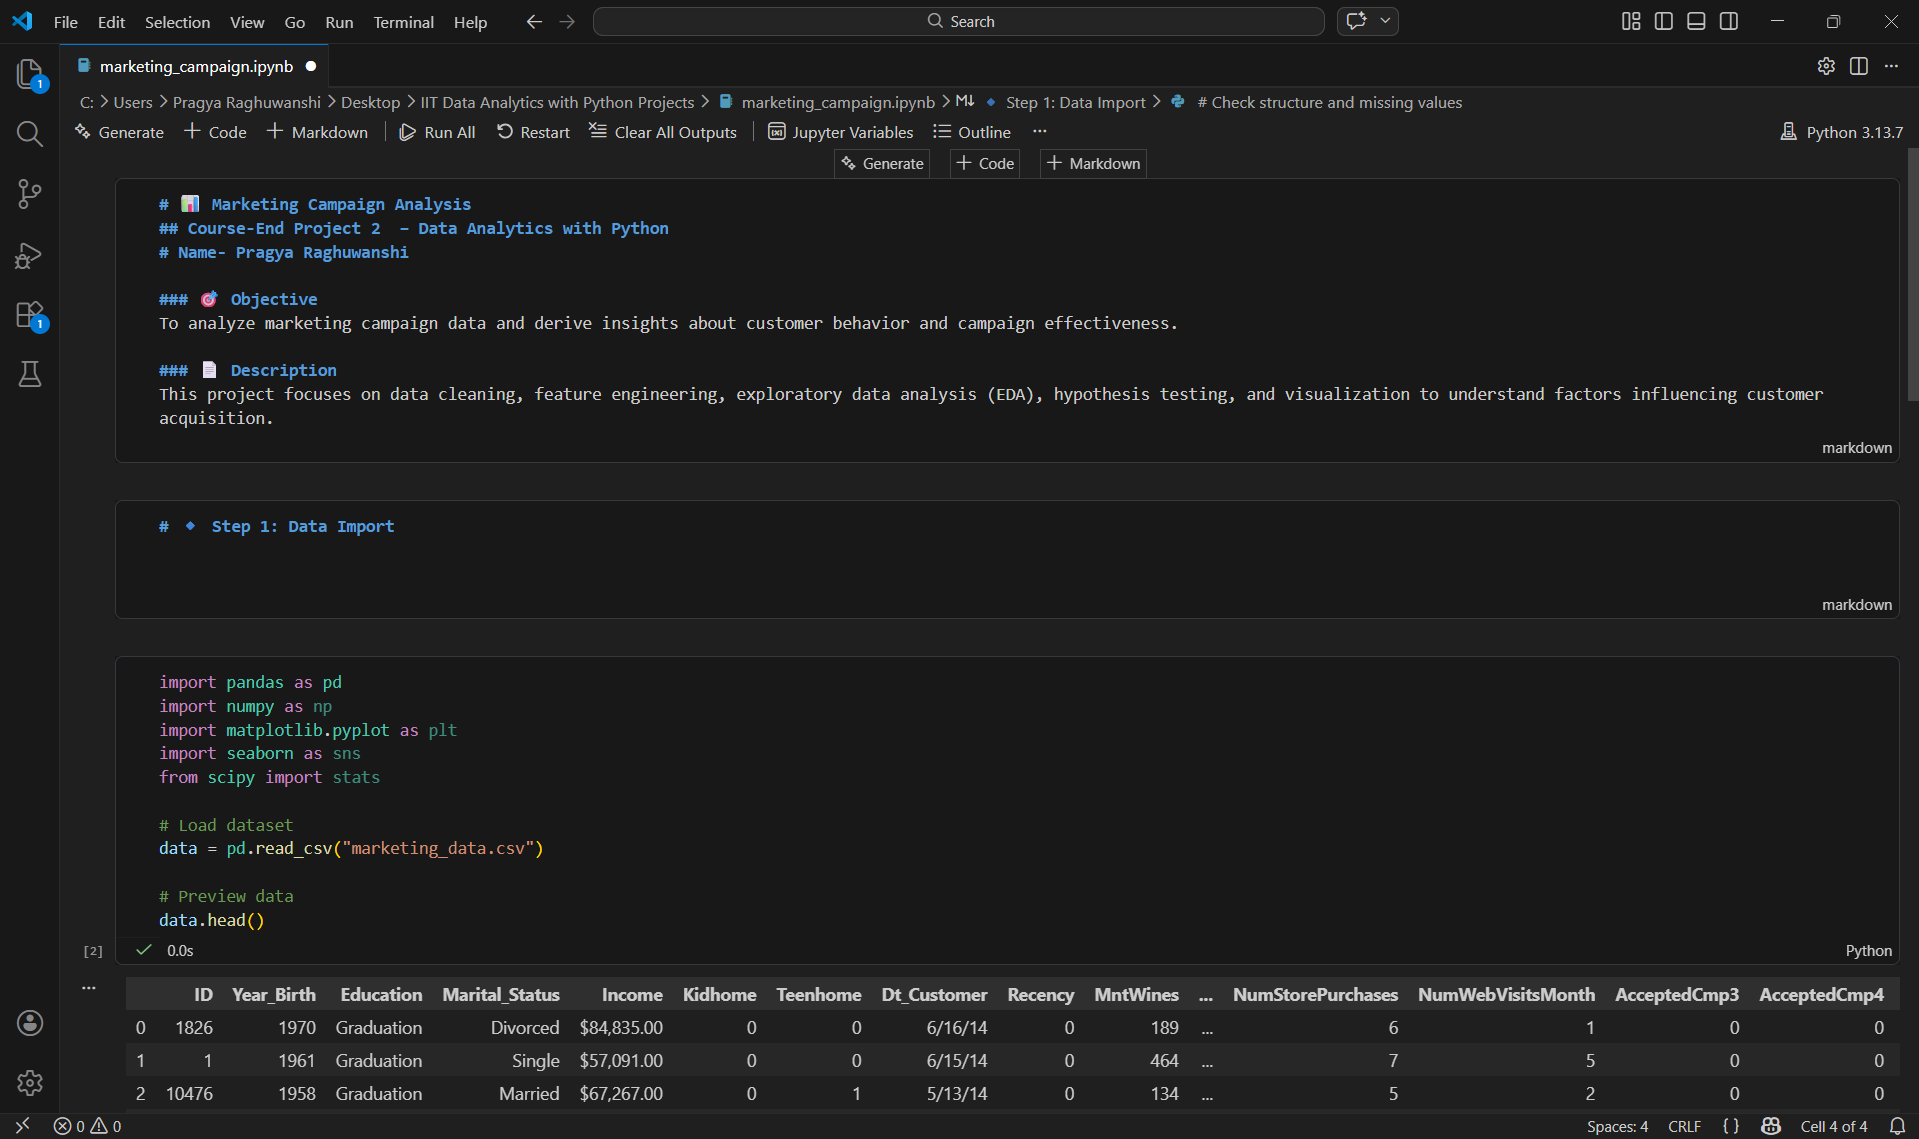 File Edit Selection View Go Run Terminal Help Search
marketing_campaign.ipynb
1
C: Users Pragya Raghuwanshi Desktop IIT Data Analytics with Python Projects marketing_campaign.ipynb M↓ Step 1: Data Import # Check structure and missing values
Generate Code Markdown Run All Restart Clear All Outputs Jupyter Variables Outline ... Python 3.13.7
Generate Code Markdown
# 📊 Marketing Campaign Analysis
## Course-End Project 2 – Data Analytics with Python
# Name- Pragya Raghuwanshi
### 🎯 Objective
To analyze marketing campaign data and derive insights about customer behavior and campaign effectiveness.
1
### 📄 Description
This project focuses on data cleaning, feature engineering, exploratory data analysis (EDA), hypothesis testing, and visualization to understand factors influencing customer
acquisition.
markdown
# 🔹 Step 1: Data Import
markdown
import pandas as pd
import numpy as np
import matplotlib.pyplot as plt
import seaborn as sns
from scipy import stats
# Load dataset
data = pd.read_csv("marketing_data.csv")
# Preview data
data.head()
[2] 0.0s Python
...
ID Year_Birth Education Marital_Status Income Kidhome Teenhome Dt_Customer Recency MntWines ... NumStorePurchases NumWebVisitsMonth AcceptedCmp3 AcceptedCmp4
0 1826 1970 Graduation Divorced $84,835.00 0 0 6/16/14 0 189 ... 6 1 0 0
1 1 1961 Graduation Single $57,091.00 0 0 6/15/14 0 464 ... 7 5 0 0
2 10476 1958 Graduation Married $67,267.00 0 1 5/13/14 0 134 ... 5 2 0 0
0 0 Spaces: 4 CRLF { } Cell 4 of 4